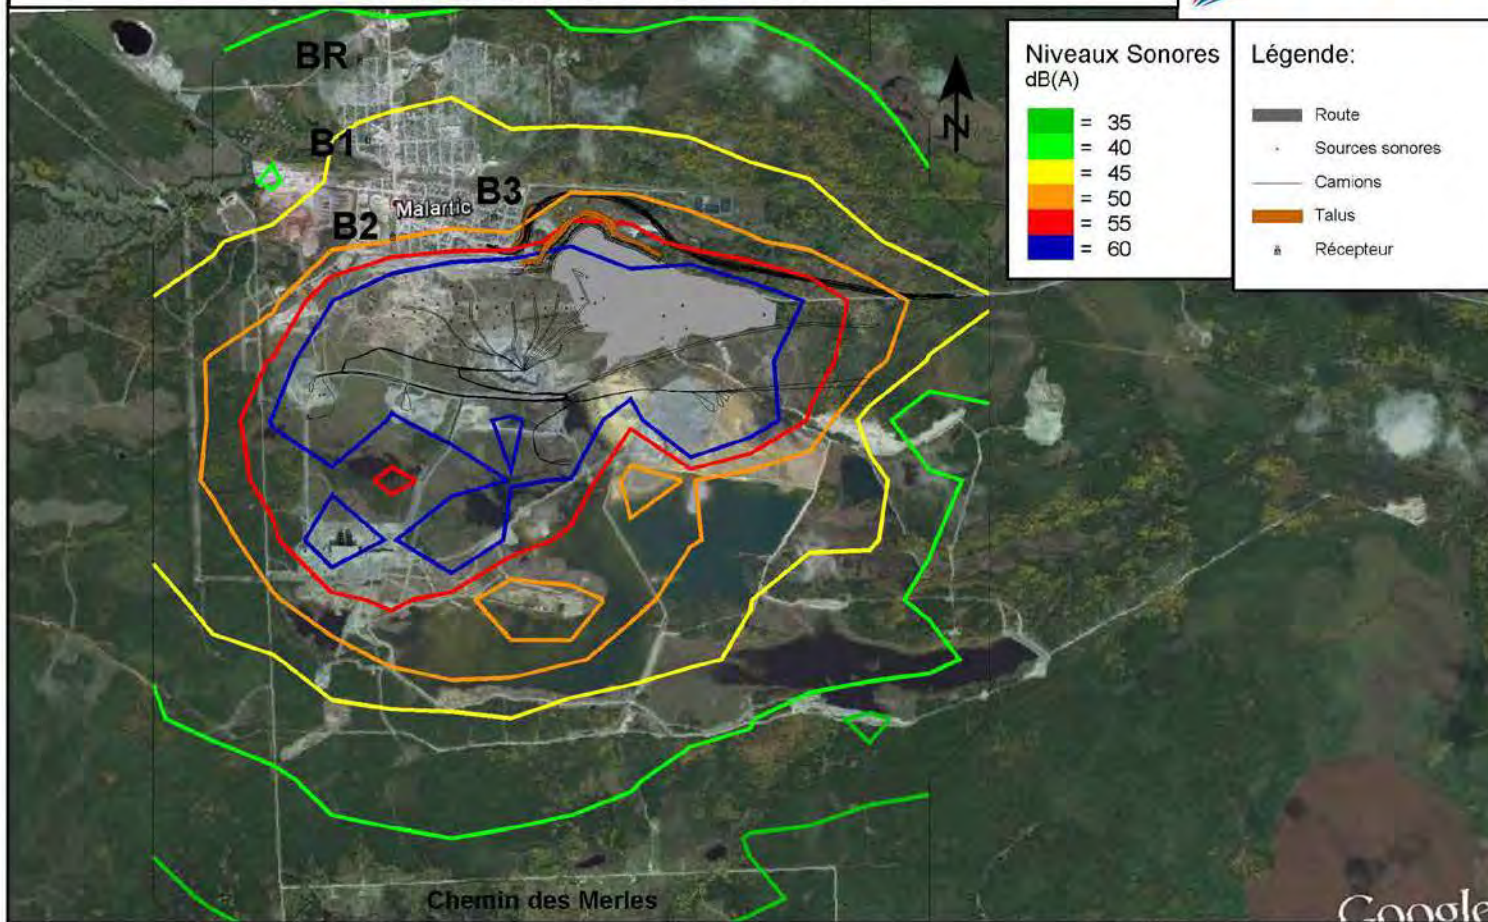 BR
B1
B3
Malartic
B2
N
Chemin des Merles
Google
Niveaux Sonores
dB(A)
= 35
= 40
= 45
= 50
= 55
= 60
Légende:
Route
Sources sonores
Camions
Talus
Récepteur